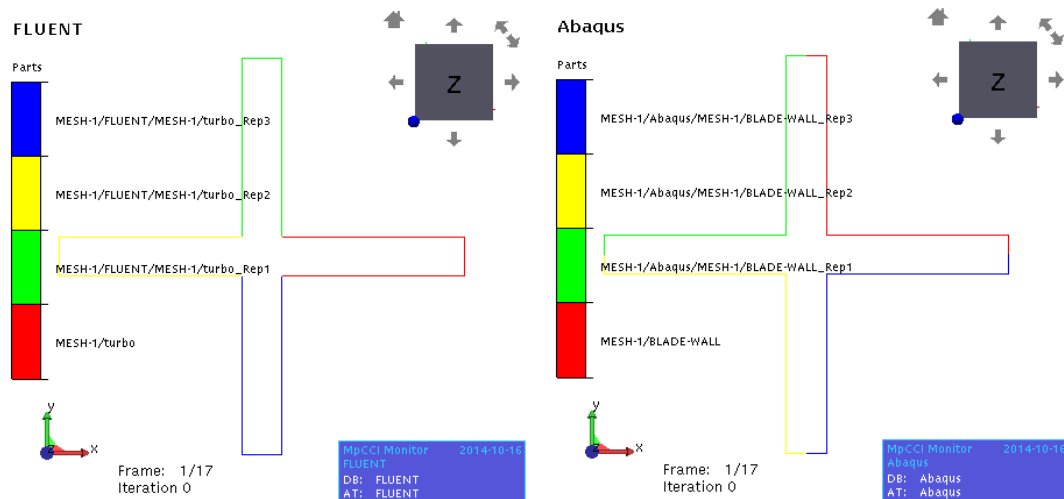 FLUENT
Z
Parts
MESH-1/FLUENT/MESH-1/turbo_Rep3
MESH-1/FLUENT/MESH-1/turbo_Rep2
MESH-1/FLUENT/MESH-1/turbo_Rep1
MESH-1/turbo
y
z
x
Frame: 1/17
Iteration 0
MpCCI Monitor 2014-10-16
FLUENT
DB: FLUENT
AT: FLUENT
Abaqus
Z
Parts
MESH-1/Abaqus/MESH-1/BLADE-WALL_Rep3
MESH-1/Abaqus/MESH-1/BLADE-WALL_Rep2
MESH-1/Abaqus/MESH-1/BLADE-WALL_Rep1
MESH-1/BLADE-WALL
y
z
x
Frame: 1/17
Iteration 0
MpCCI Monitor 2014-10-16
Abaqus
DB: Abaqus
AT: Abaqus